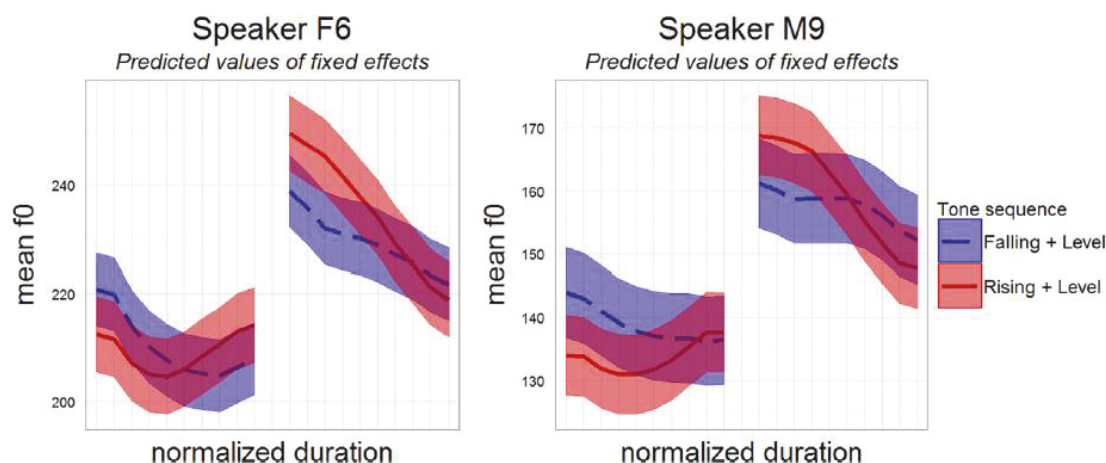 Speaker F6
Predicted values of fixed effects
mean f0
240
220
200
normalized duration
Speaker M9
Predicted values of fixed effects
mean f0
170
160
150
140
130
normalized duration
Tone sequence
Falling + Level
Rising + Level